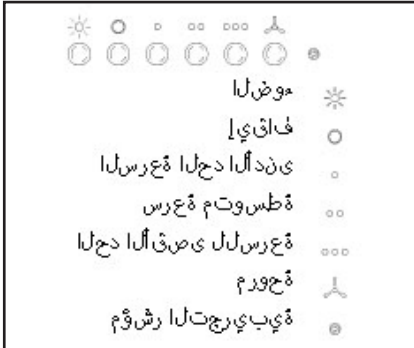 الضوء
إيقاف
السرعة الحد الأدنى
سرعة متوسطة
الحد الأقصى للسرعة
مروحة
مؤشر التجريبية